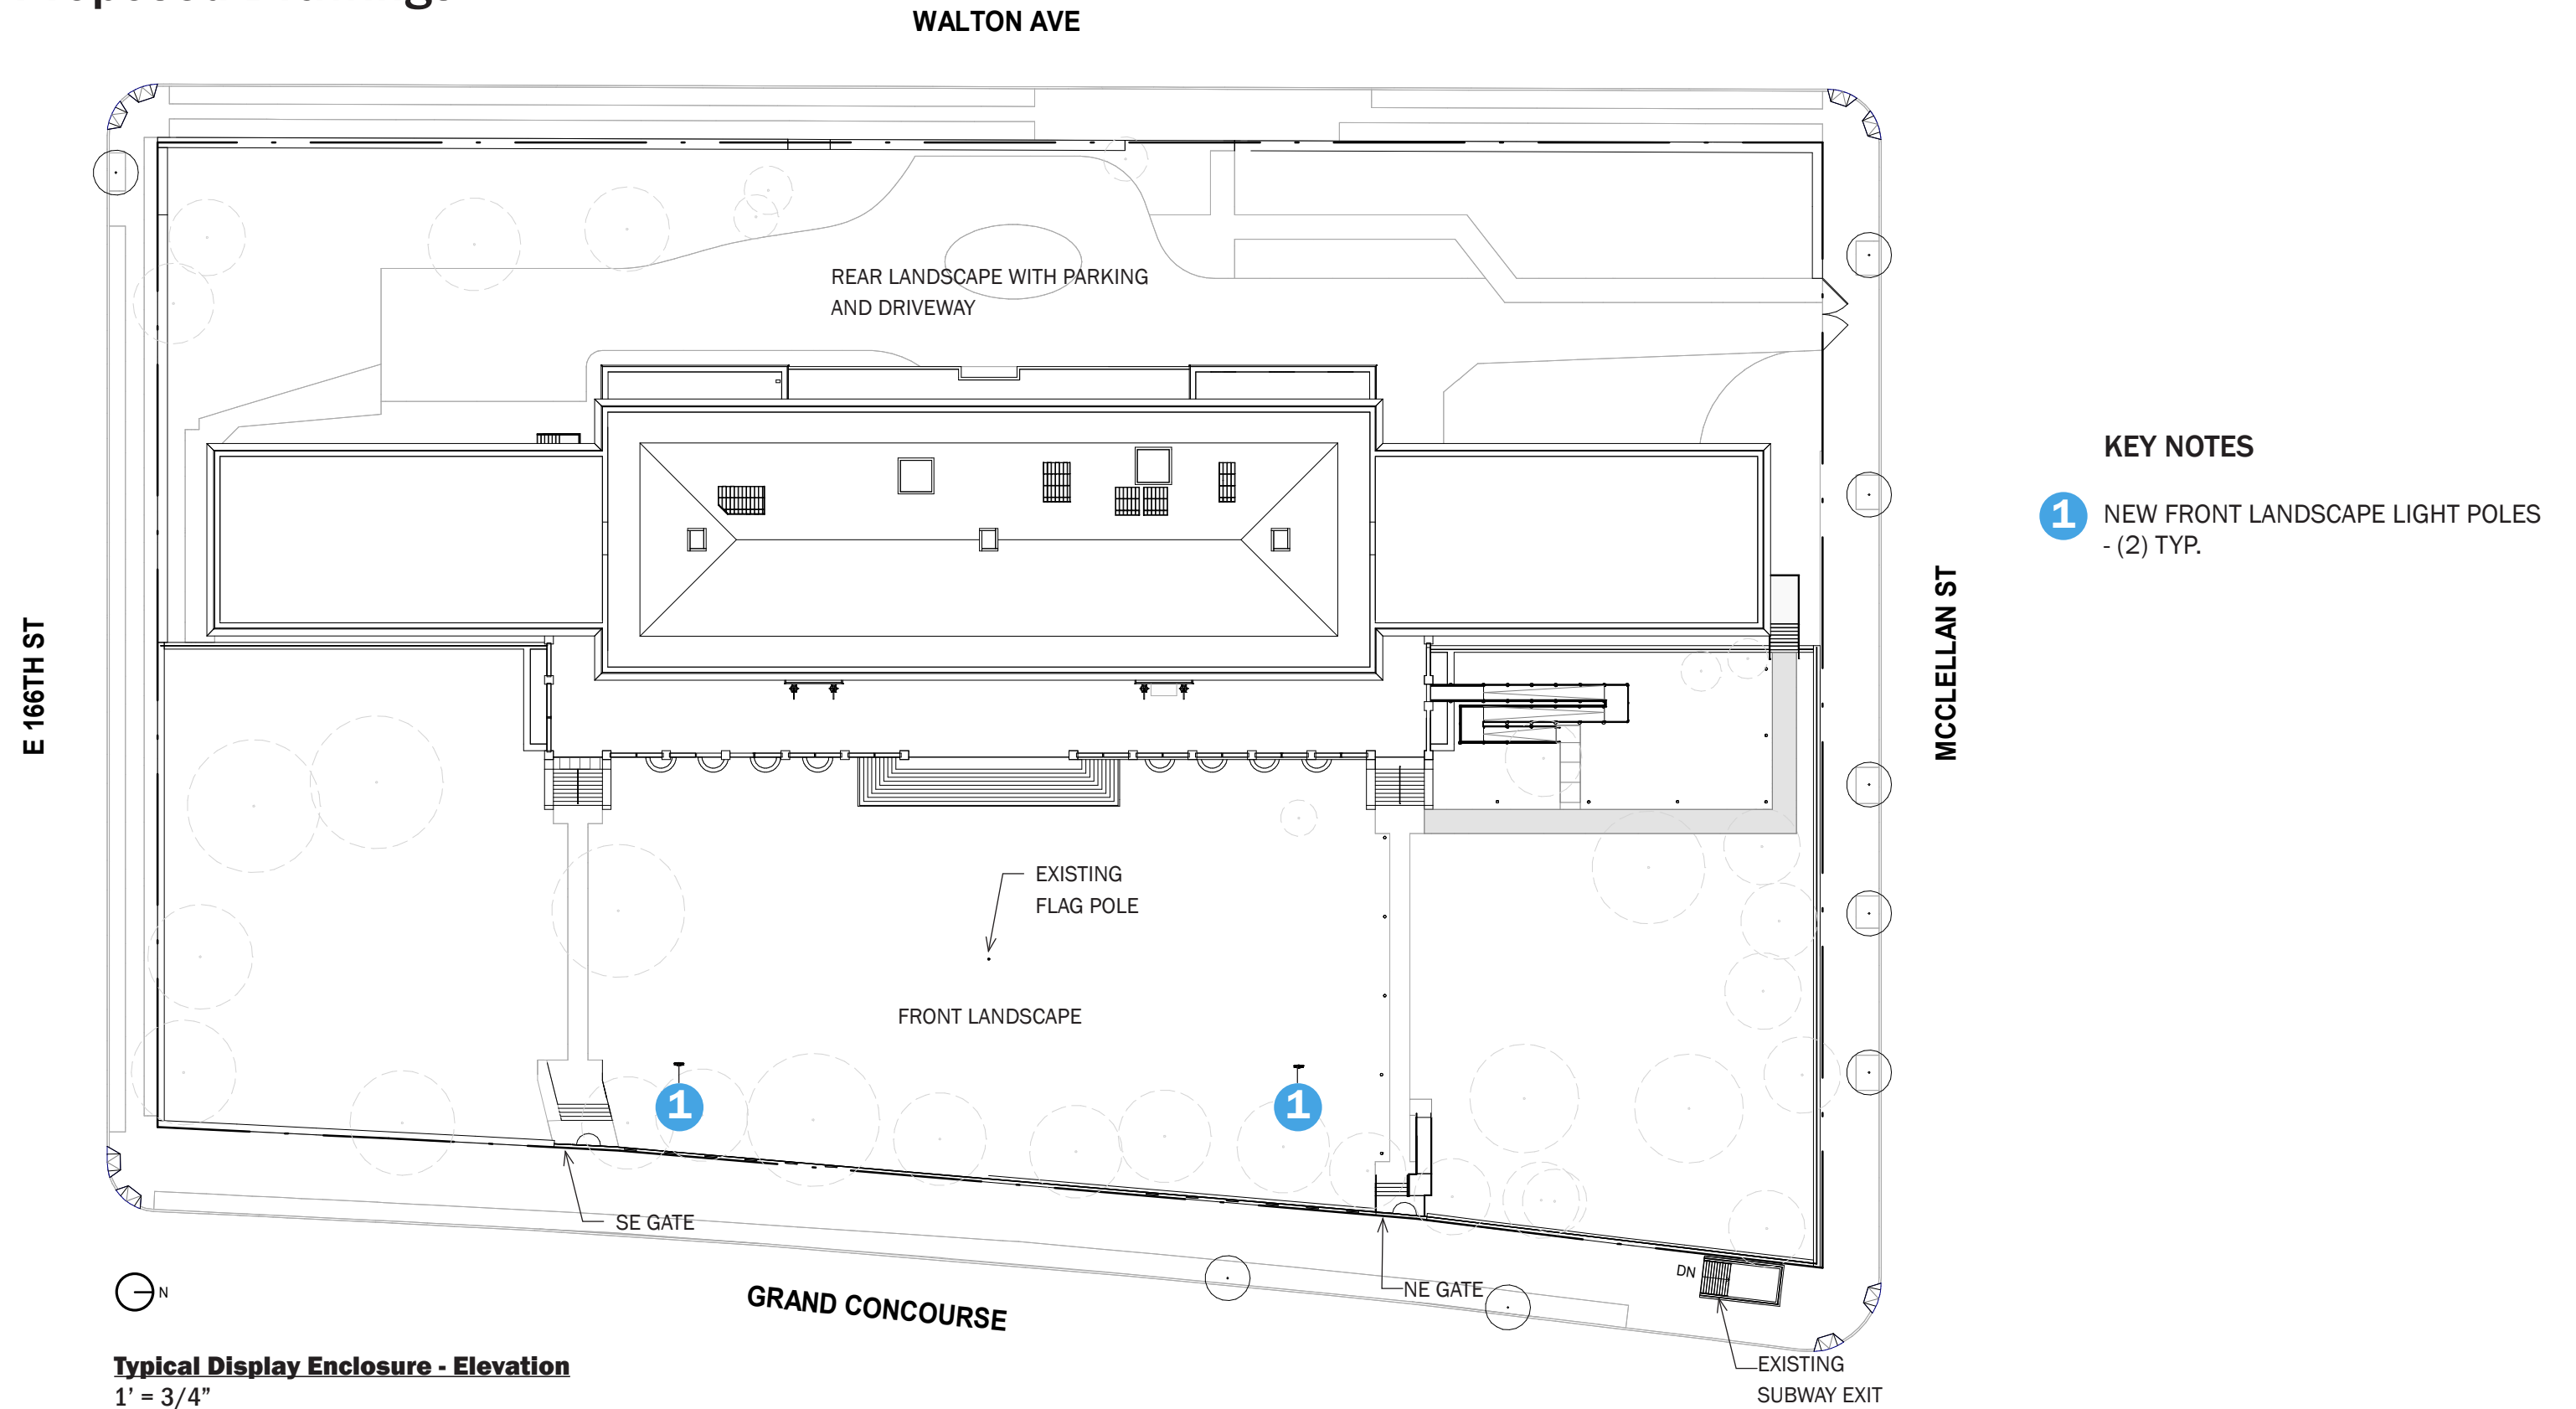 WALTON AVE
REAR LANDSCAPE WITH PARKING
AND DRIVEWAY
KEY NOTES
1 NEW FRONT LANDSCAPE LIGHT POLES
- (2) TYP.
E 166TH ST
MCCLELLAN ST
EXISTING
FLAG POLE
FRONT LANDSCAPE
1
1
SE GATE
NE GATE
DN
N
GRAND CONCOURSE
EXISTING
SUBWAY EXIT
Typical Display Enclosure - Elevation
1’ = 3/4”